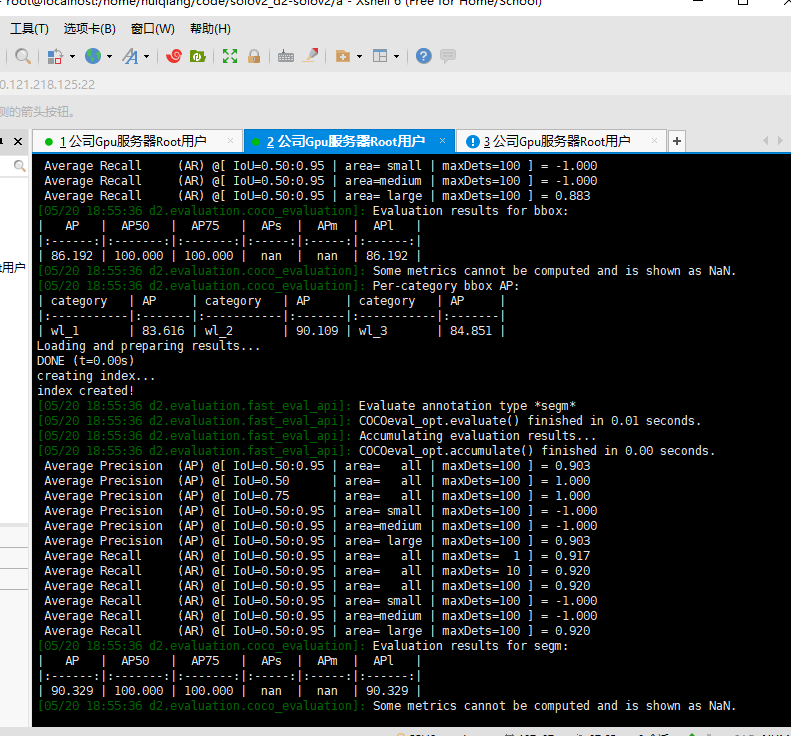 root@localhost:/home/huiqiang/code/solov2_d2-solov2/a - Xshell 6 (Free for Home/School)
工具(T) 选项卡(B) 窗口(W) 帮助(H)
0.121.218.125:22
的箭头按钮。
1 公司Gpu服务器Root用户 × 2 公司Gpu服务器Root用户 × 3 公司Gpu服务器Root用户 × +
用户
Average Recall (AR) @[ IoU=0.50:0.95 | area= small | maxDets=100 ] = -1.000
Average Recall (AR) @[ IoU=0.50:0.95 | area=medium | maxDets=100 ] = -1.000
Average Recall (AR) @[ IoU=0.50:0.95 | area= large | maxDets=100 ] = 0.883
[05/20 18:55:36 d2.evaluation.coco_evaluation]: Evaluation results for bbox:
| AP | AP50 | AP75 | APs | APm | APl |
|:------:|:-------:|:-------:|:-----:|:-----:|:------:|
| 86.192 | 100.000 | 100.000 | nan | nan | 86.192 |
[05/20 18:55:36 d2.evaluation.coco_evaluation]: Some metrics cannot be computed and is shown as NaN.
[05/20 18:55:36 d2.evaluation.coco_evaluation]: Per-category bbox AP:
| category | AP | category | AP | category | AP |
|:-----------|:-------|:-----------|:-------|:-----------|:-------|
| wl_1 | 83.616 | wl_2 | 90.109 | wl_3 | 84.851 |
Loading and preparing results...
DONE (t=0.00s)
creating index...
index created!
[05/20 18:55:36 d2.evaluation.fast_eval_api]: Evaluate annotation type *segm*
[05/20 18:55:36 d2.evaluation.fast_eval_api]: COCOeval_opt.evaluate() finished in 0.01 seconds.
[05/20 18:55:36 d2.evaluation.fast_eval_api]: Accumulating evaluation results...
[05/20 18:55:36 d2.evaluation.fast_eval_api]: COCOeval_opt.accumulate() finished in 0.00 seconds.
Average Precision (AP) @[ IoU=0.50:0.95 | area= all | maxDets=100 ] = 0.903
Average Precision (AP) @[ IoU=0.50 | area= all | maxDets=100 ] = 1.000
Average Precision (AP) @[ IoU=0.75 | area= all | maxDets=100 ] = 1.000
Average Precision (AP) @[ IoU=0.50:0.95 | area= small | maxDets=100 ] = -1.000
Average Precision (AP) @[ IoU=0.50:0.95 | area=medium | maxDets=100 ] = -1.000
Average Precision (AP) @[ IoU=0.50:0.95 | area= large | maxDets=100 ] = 0.903
Average Recall (AR) @[ IoU=0.50:0.95 | area= all | maxDets= 1 ] = 0.917
Average Recall (AR) @[ IoU=0.50:0.95 | area= all | maxDets= 10 ] = 0.920
Average Recall (AR) @[ IoU=0.50:0.95 | area= all | maxDets=100 ] = 0.920
Average Recall (AR) @[ IoU=0.50:0.95 | area= small | maxDets=100 ] = -1.000
Average Recall (AR) @[ IoU=0.50:0.95 | area=medium | maxDets=100 ] = -1.000
Average Recall (AR) @[ IoU=0.50:0.95 | area= large | maxDets=100 ] = 0.920
[05/20 18:55:36 d2.evaluation.coco_evaluation]: Evaluation results for segm:
| AP | AP50 | AP75 | APs | APm | APl |
|:------:|:-------:|:-------:|:-----:|:-----:|:------:|
| 90.329 | 100.000 | 100.000 | nan | nan | 90.329 |
[05/20 18:55:36 d2.evaluation.coco_evaluation]: Some metrics cannot be computed and is shown as NaN.